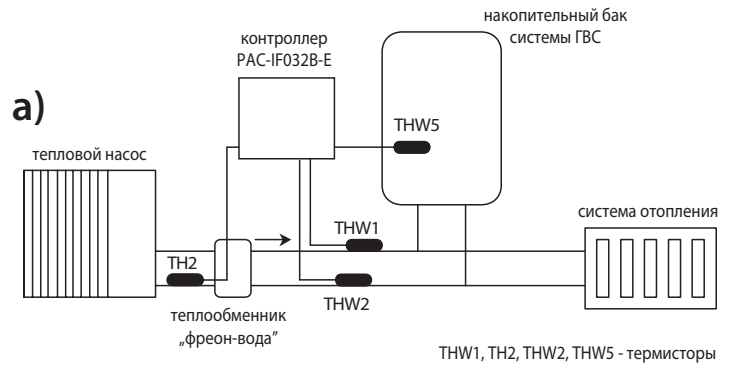 накопительный бак
системы ГВС
контроллер
PAC-IF032B-E
а)
THW5
тепловой насос
система отопления
THW1
TH2
THW2
теплообменник
„фреон-вода”
THW1, TH2, THW2, THW5 - термисторы